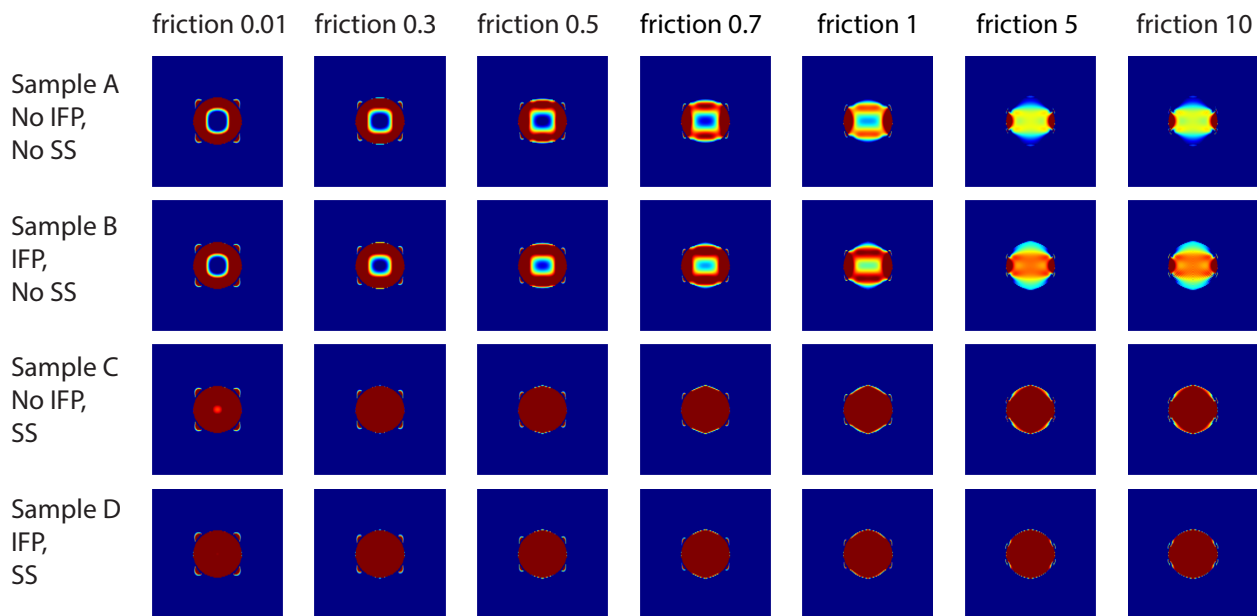 friction 0.01 friction 0.3 friction 0.5 friction 0.7 friction 1 friction 5 friction 10
Sample A
No IFP,
No SS
Sample B
IFP,
No SS
Sample C
No IFP,
SS
Sample D
IFP,
SS